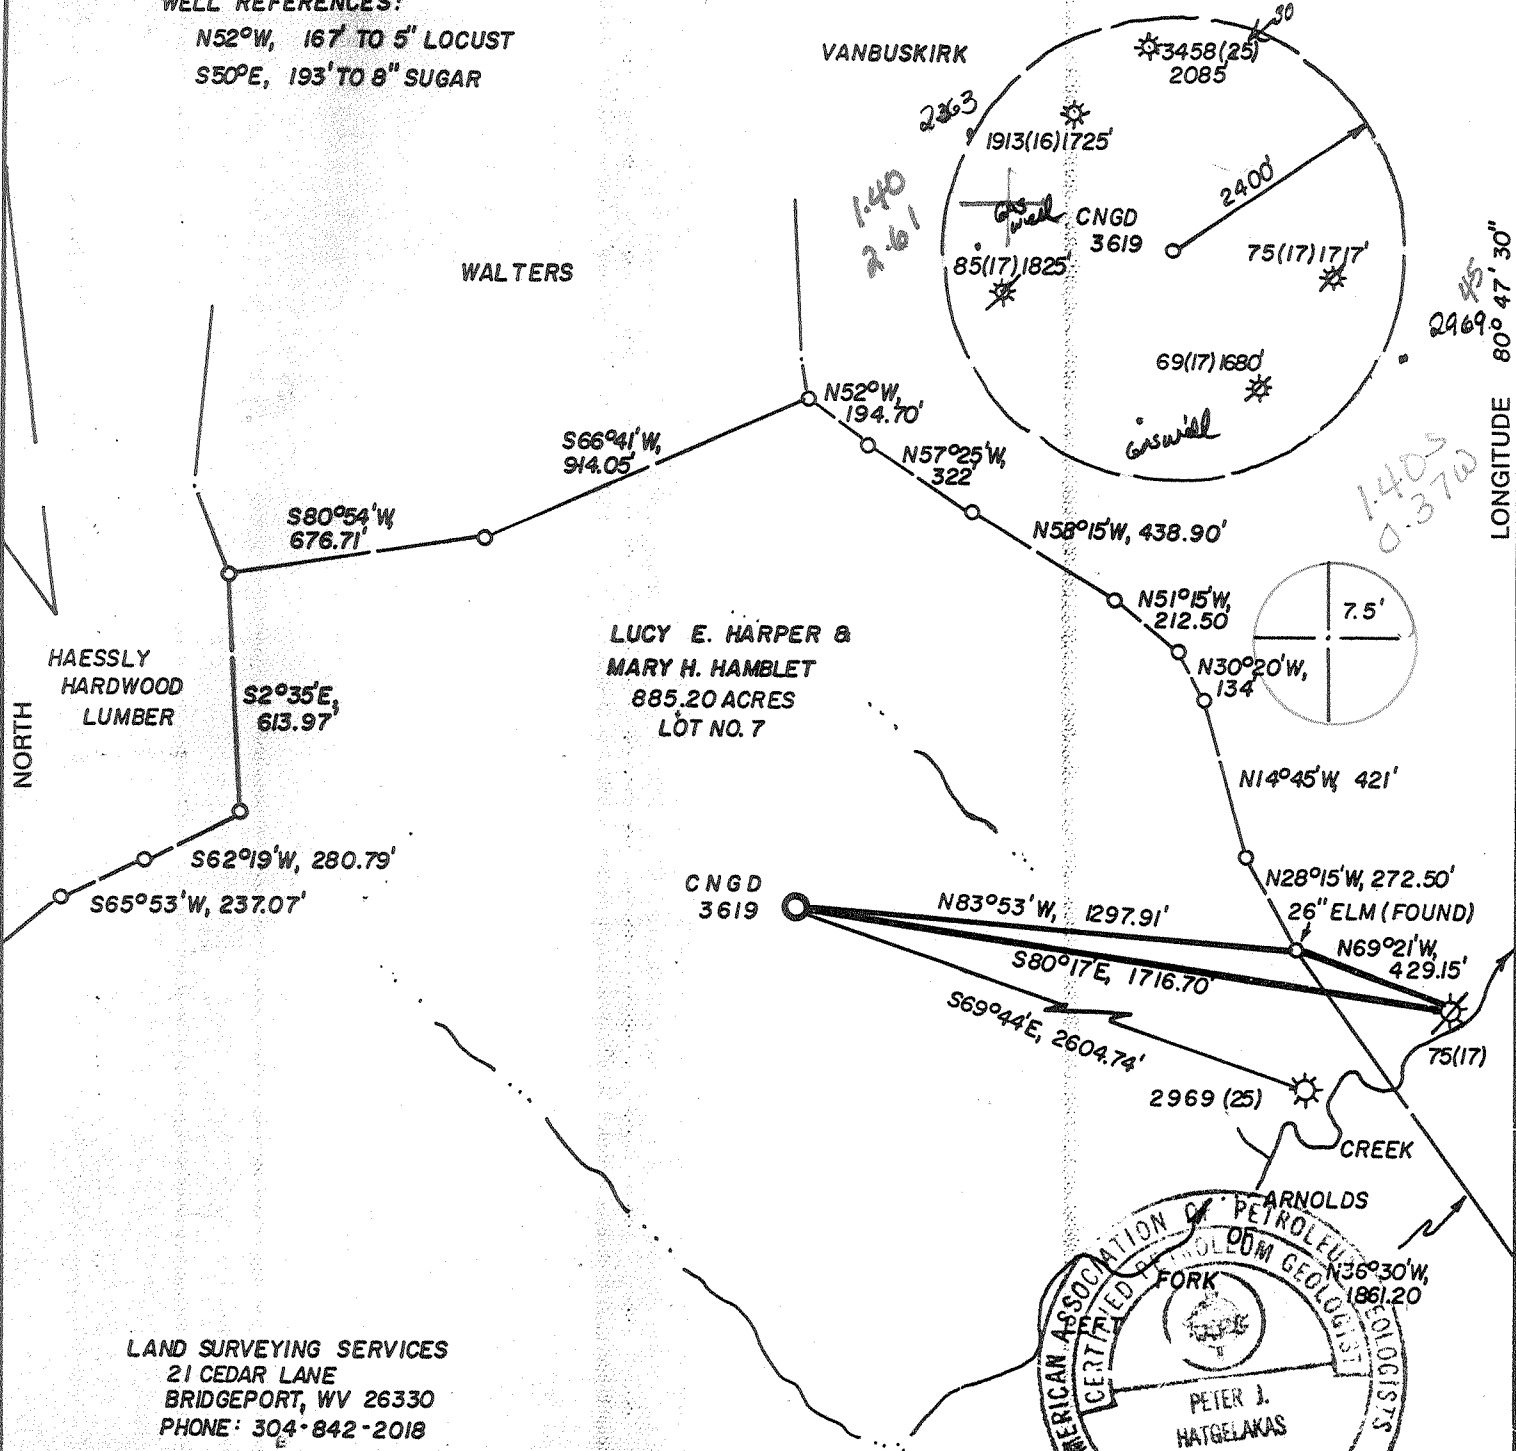 WELL REFERENCES:
N52°W, 167' TO 5" LOCUST
S50°E, 193' TO 8" SUGAR
VANBUSKIRK
30
3458(25)
2085'
2363
1913(16)1725'
1.40
2.61
Gas well
CNGD
3619
2400'
85(17)1825'
75(17)1717'
69(17)1680'
Gaswell
45
2969
LONGITUDE 80° 47' 30"
1.40S
0.37W
WALTERS
N52°W,
194.70'
S66°41'W,
914.05'
N57°25'W,
322'
S80°54'W,
676.71'
N58°15'W, 438.90'
N51°15'W,
212.50'
7.5'
LUCY E. HARPER &
MARY H. HAMBLET
885.20 ACRES
LOT NO. 7
N30°20'W,
134'
HAESSLY
HARDWOOD
LUMBER
S2°35'E,
613.97'
NORTH
N14°45'W, 421'
S62°19'W, 280.79'
S65°53'W, 237.07'
N28°15'W, 272.50'
CNGD
3619
N83°53'W, 1297.91'
26" ELM (FOUND)
N69°21'W,
429.15'
S80°17'E, 1716.70'
S69°44'E, 2604.74'
75(17)
2969 (25)
CREEK
ARNOLDS
OF
FORK
LEFT
N36°30'W,
1861.20'
AMERICAN ASSOCIATION OF PETROLEUM GEOLOGISTS
CERTIFIED PETROLEUM GEOLOGIST
PETER J.
HATGELAKAS
LAND SURVEYING SERVICES
21 CEDAR LANE
BRIDGEPORT, WV 26330
PHONE: 304-842-2018